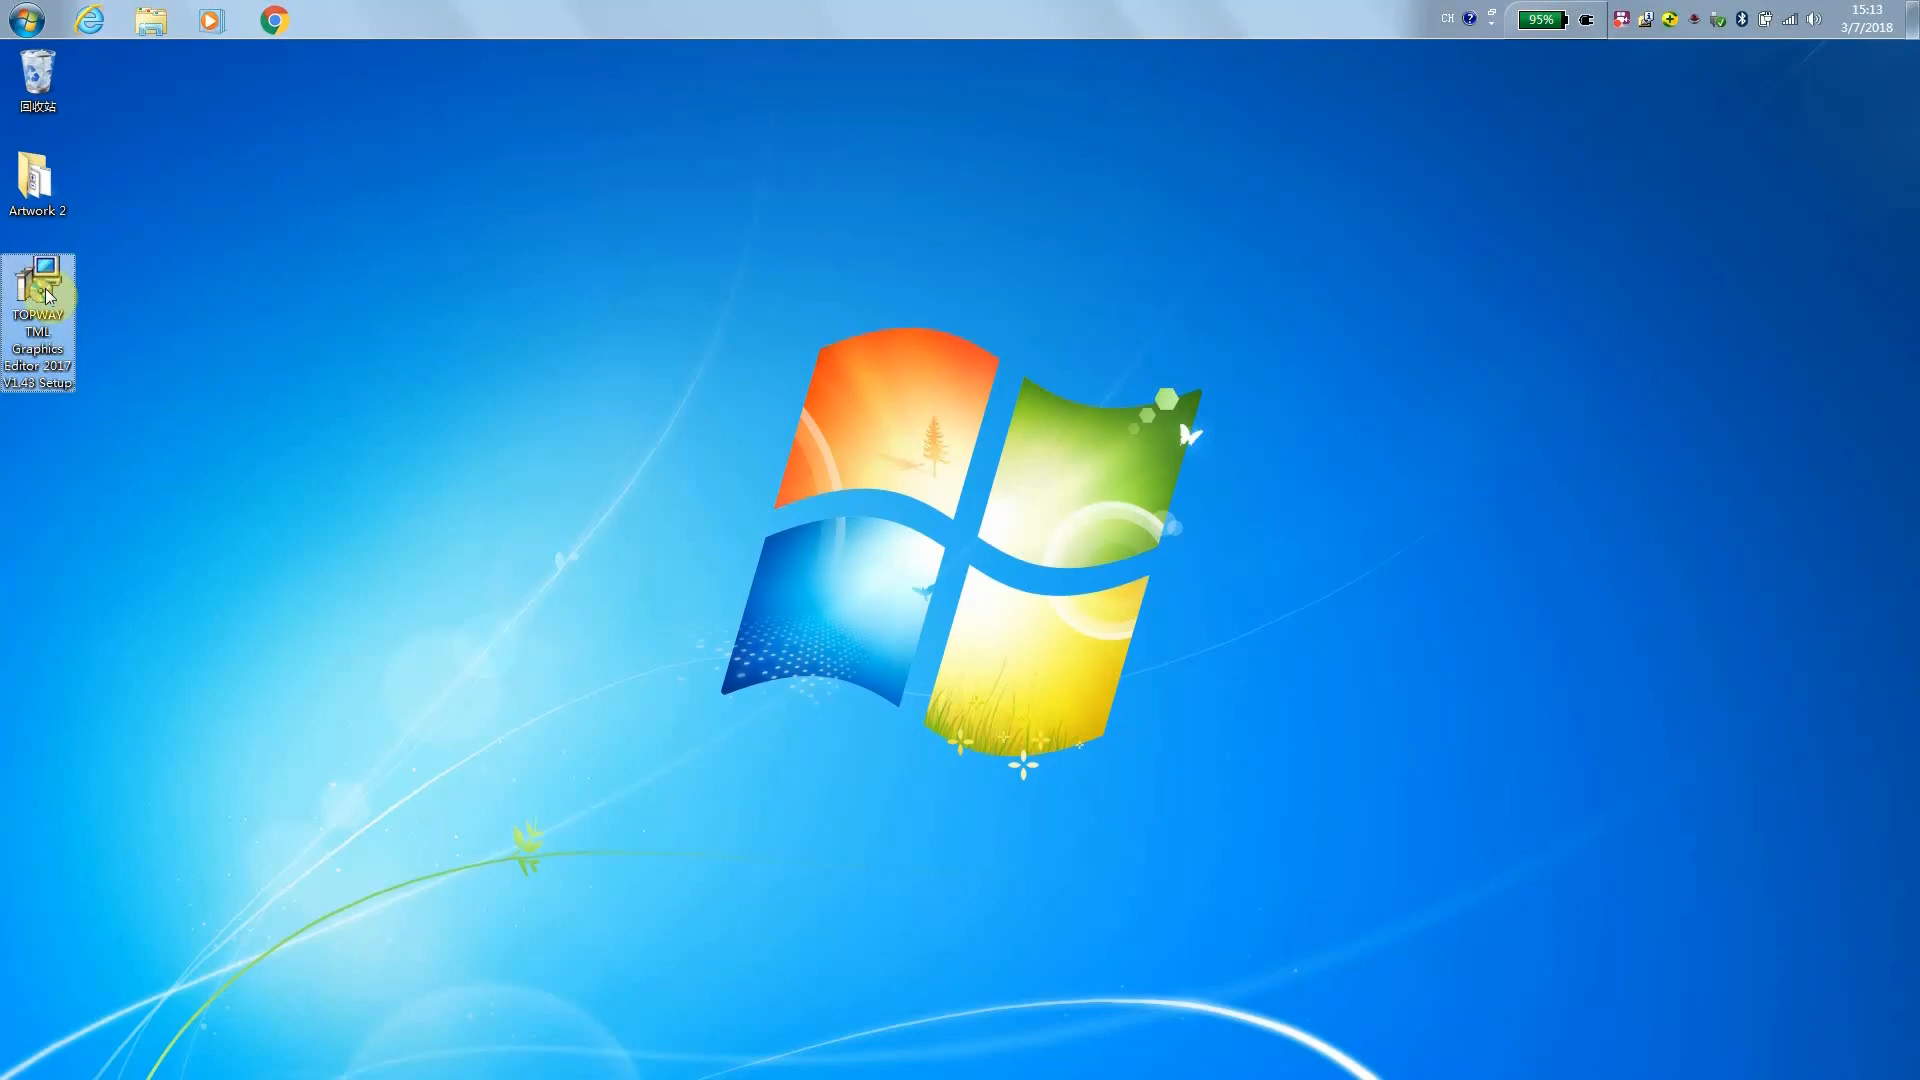 CH
95%
15:13
3/7/2018
回收站
Artwork 2
TOPWAY
TML
Graphics
Editor 2017
V1.43 Setup